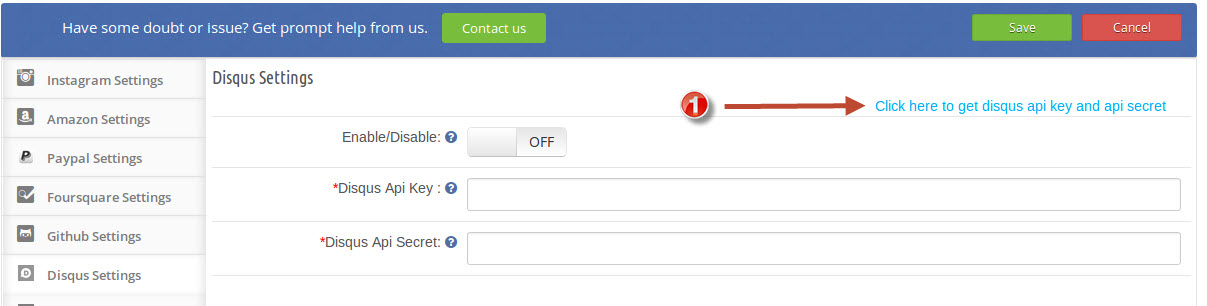 Have some doubt or issue? Get prompt help from us. Contact us Save Cancel
Instagram Settings
Amazon Settings
Paypal Settings
Foursquare Settings
Github Settings
Disqus Settings
Disqus Settings
1 Click here to get disqus api key and api secret
Enable/Disable: ? OFF
*Disqus Api Key : ?
*Disqus Api Secret: ?